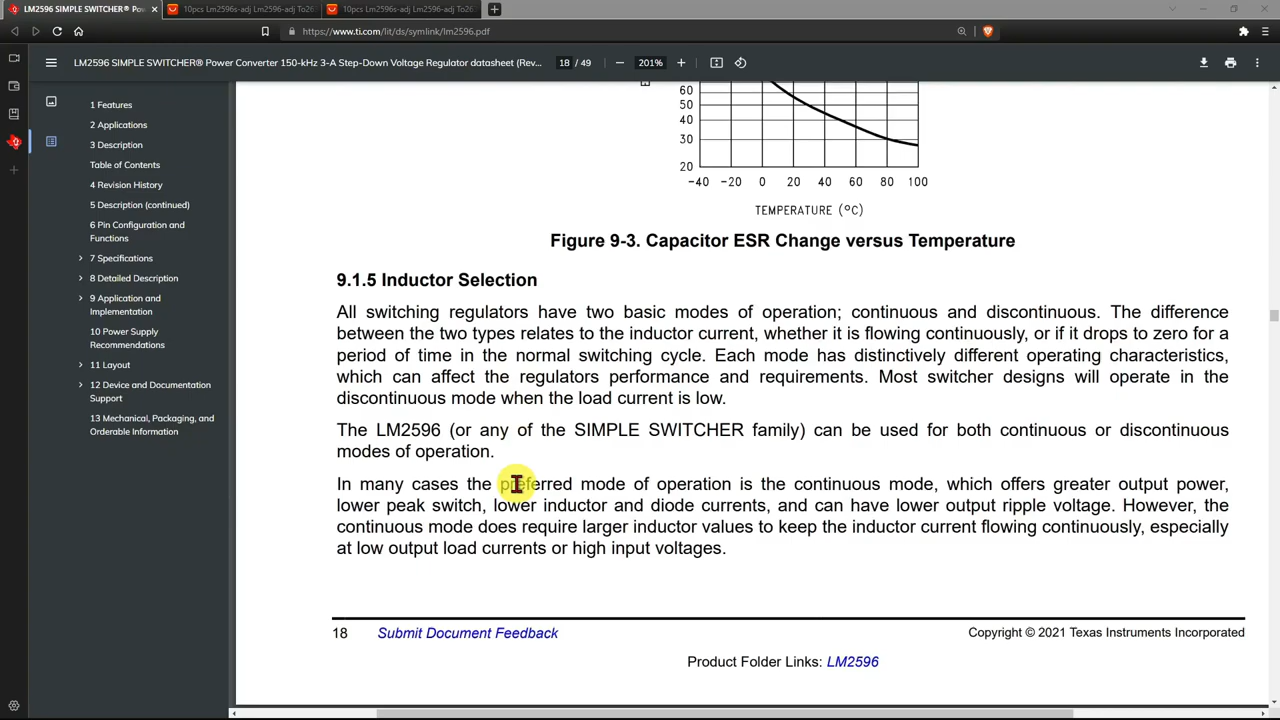 LM2596 SIMPLE SWITCHER® Pow
10pcs Lm2596s-adj Lm2596-adj To26
10pcs Lm2596s-adj Lm2596-adj To26
https://www.ti.com/lit/ds/symlink/lm2596.pdf
LM2596 SIMPLE SWITCHER® Power Converter 150-kHz 3-A Step-Down Voltage Regulator datasheet (Rev...
18 / 49
201%
1 Features
2 Applications
3 Description
Table of Contents
4 Revision History
5 Description (continued)
6 Pin Configuration and
Functions
7 Specifications
8 Detailed Description
9 Application and
Implementation
10 Power Supply
Recommendations
11 Layout
12 Device and Documentation
Support
13 Mechanical, Packaging, and
Orderable Information
60
50
40
30
20
-40 -20 0 20 40 60 80 100
TEMPERATURE (°C)
Figure 9-3. Capacitor ESR Change versus Temperature
9.1.5 Inductor Selection
All switching regulators have two basic modes of operation; continuous and discontinuous. The difference
between the two types relates to the inductor current, whether it is flowing continuously, or if it drops to zero for a
period of time in the normal switching cycle. Each mode has distinctively different operating characteristics,
which can affect the regulators performance and requirements. Most switcher designs will operate in the
discontinuous mode when the load current is low.
The LM2596 (or any of the SIMPLE SWITCHER family) can be used for both continuous or discontinuous
modes of operation.
In many cases the preferred mode of operation is the continuous mode, which offers greater output power,
lower peak switch, lower inductor and diode currents, and can have lower output ripple voltage. However, the
continuous mode does require larger inductor values to keep the inductor current flowing continuously, especially
at low output load currents or high input voltages.
18 Submit Document Feedback
Copyright © 2021 Texas Instruments Incorporated
Product Folder Links: LM2596